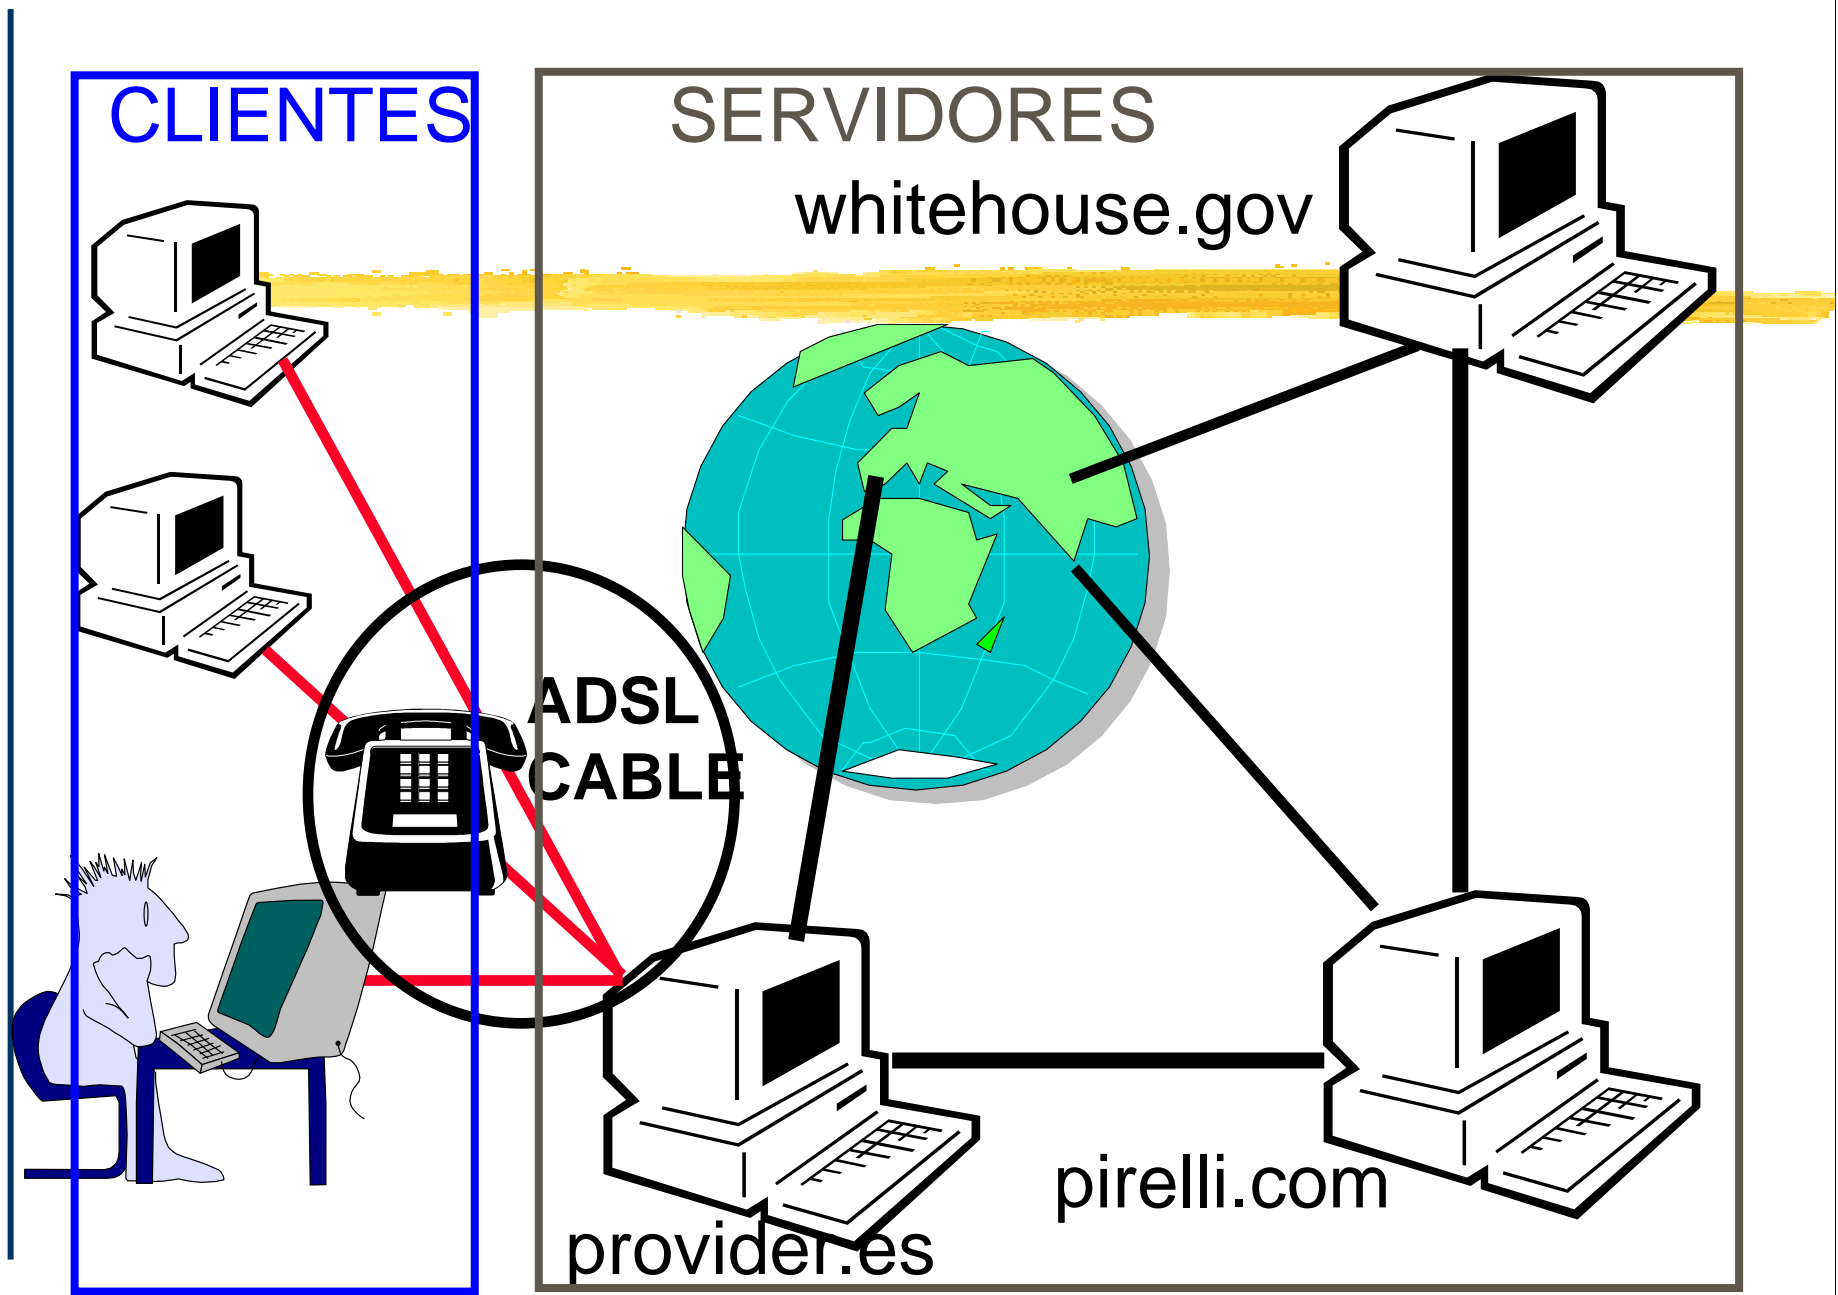 CLIENTES
SERVIDORES
whitehouse.gov
ADSL
CABLE
pirelli.com
provider.es